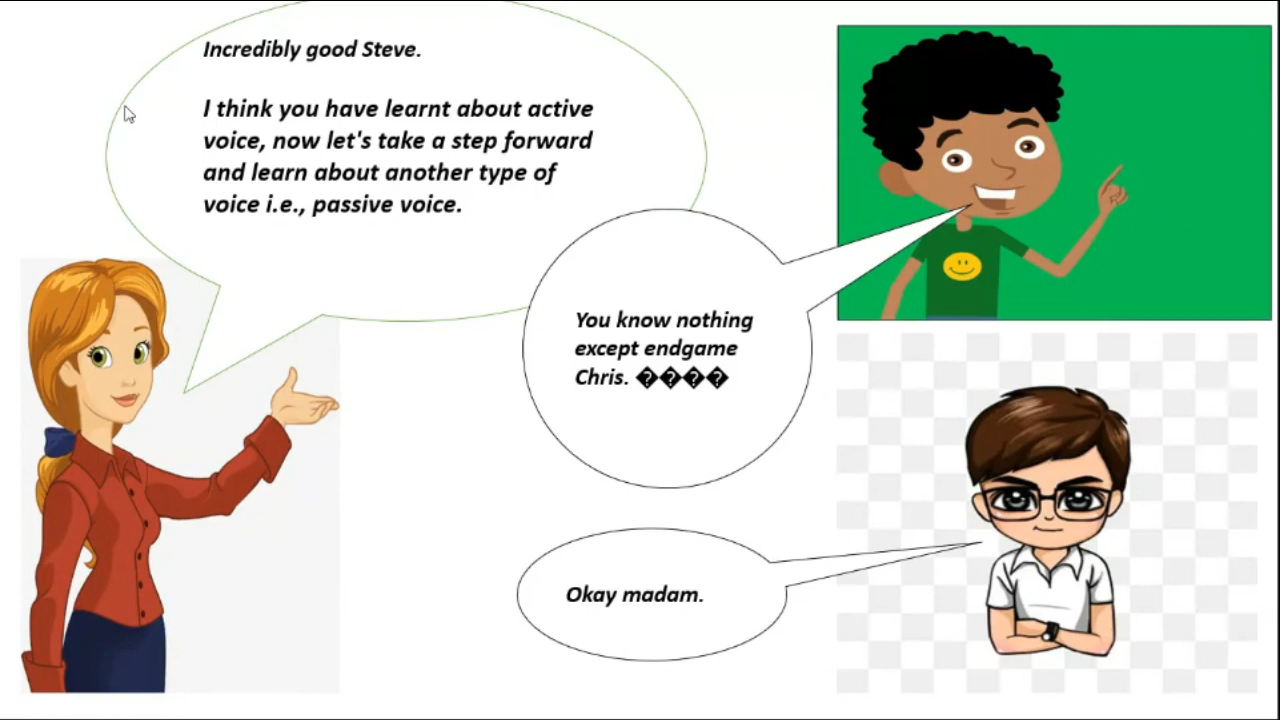 Incredibly good Steve.
I think you have learnt about active
voice, now let's take a step forward
and learn about another type of
voice i.e., passive voice.
You know nothing
except endgame
Chris. ����
Okay madam.